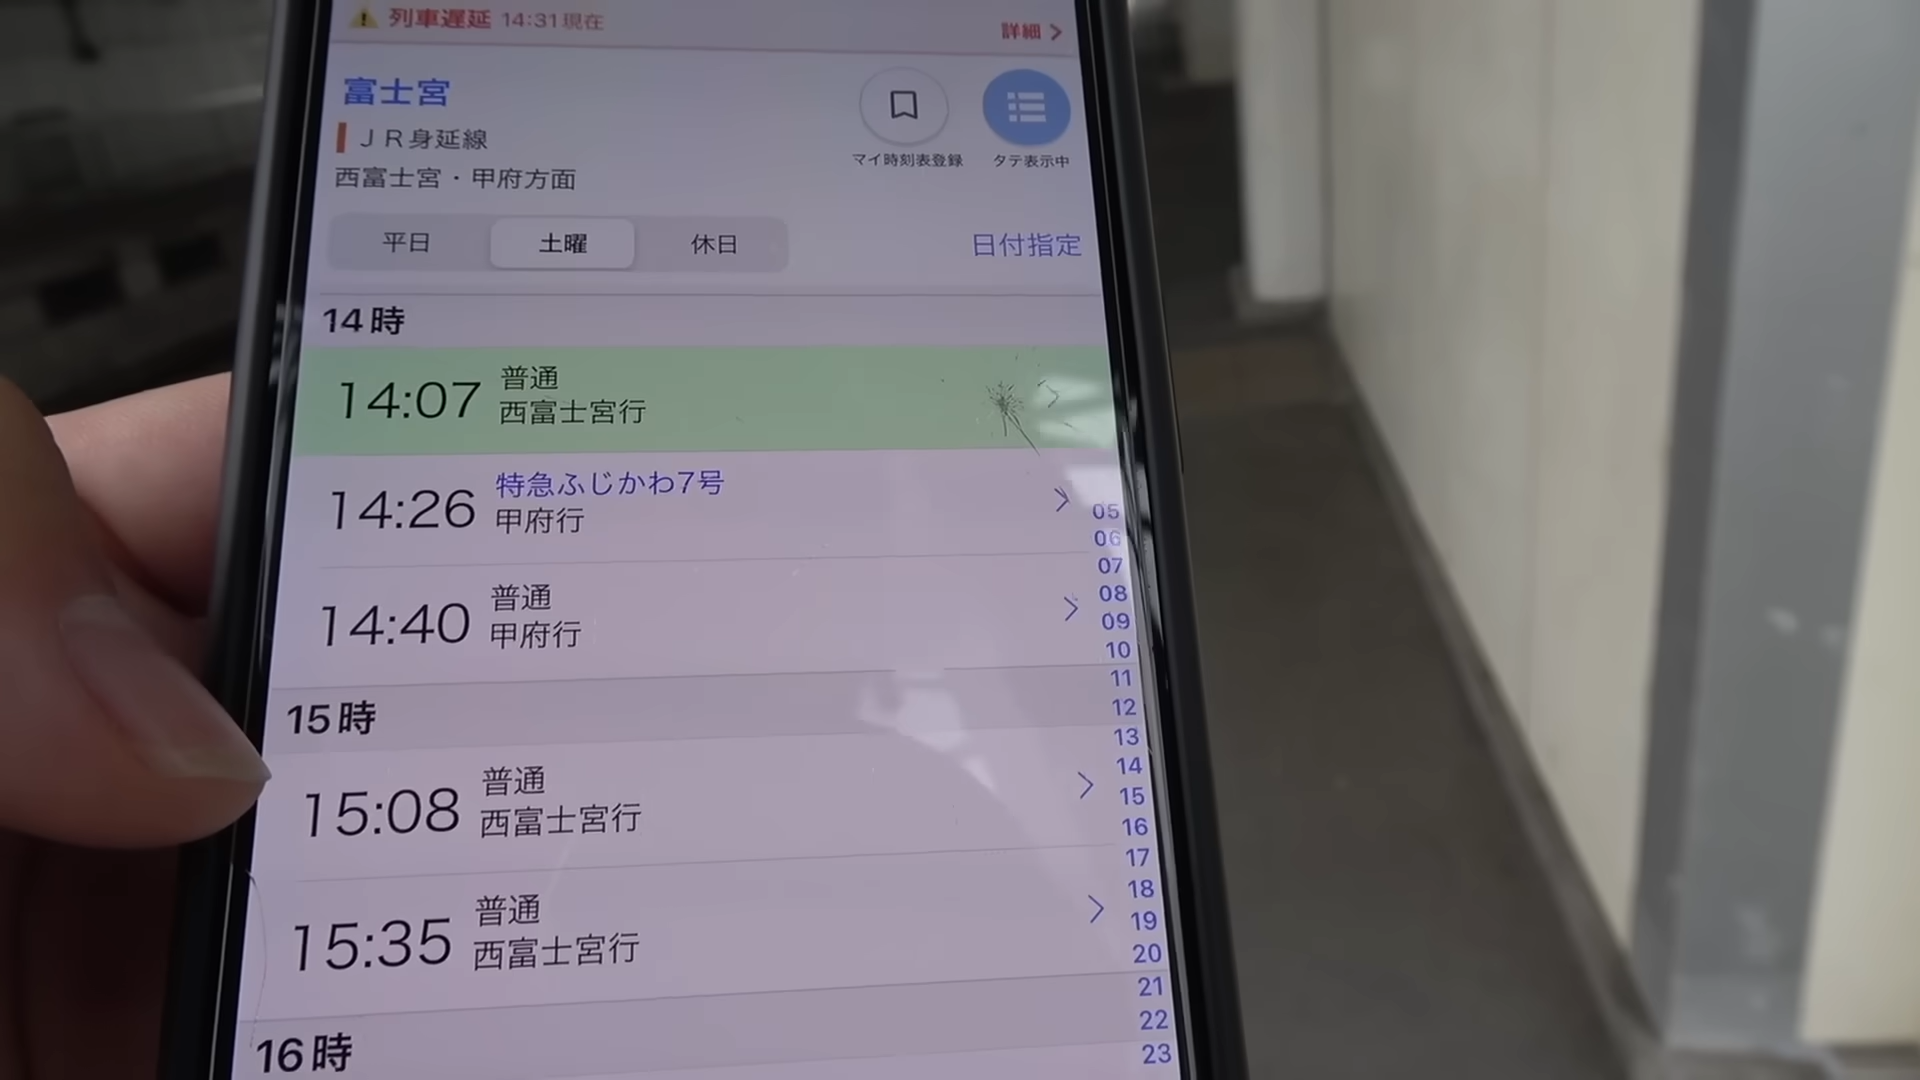 列車遅延 14:31現在
詳細
富士宮
JR身延線
西富士宮・甲府方面
マイ時刻表登録
タテ表示中
平日
土曜
休日
日付指定
14時
14:07 普通
西富士宮行
14:26 特急ふじかわ7号
甲府行
14:40 普通
甲府行
15時
15:08 普通
西富士宮行
15:35 普通
西富士宮行
16時
05
06
07
08
09
10
11
12
13
14
15
16
17
18
19
20
21
22
23